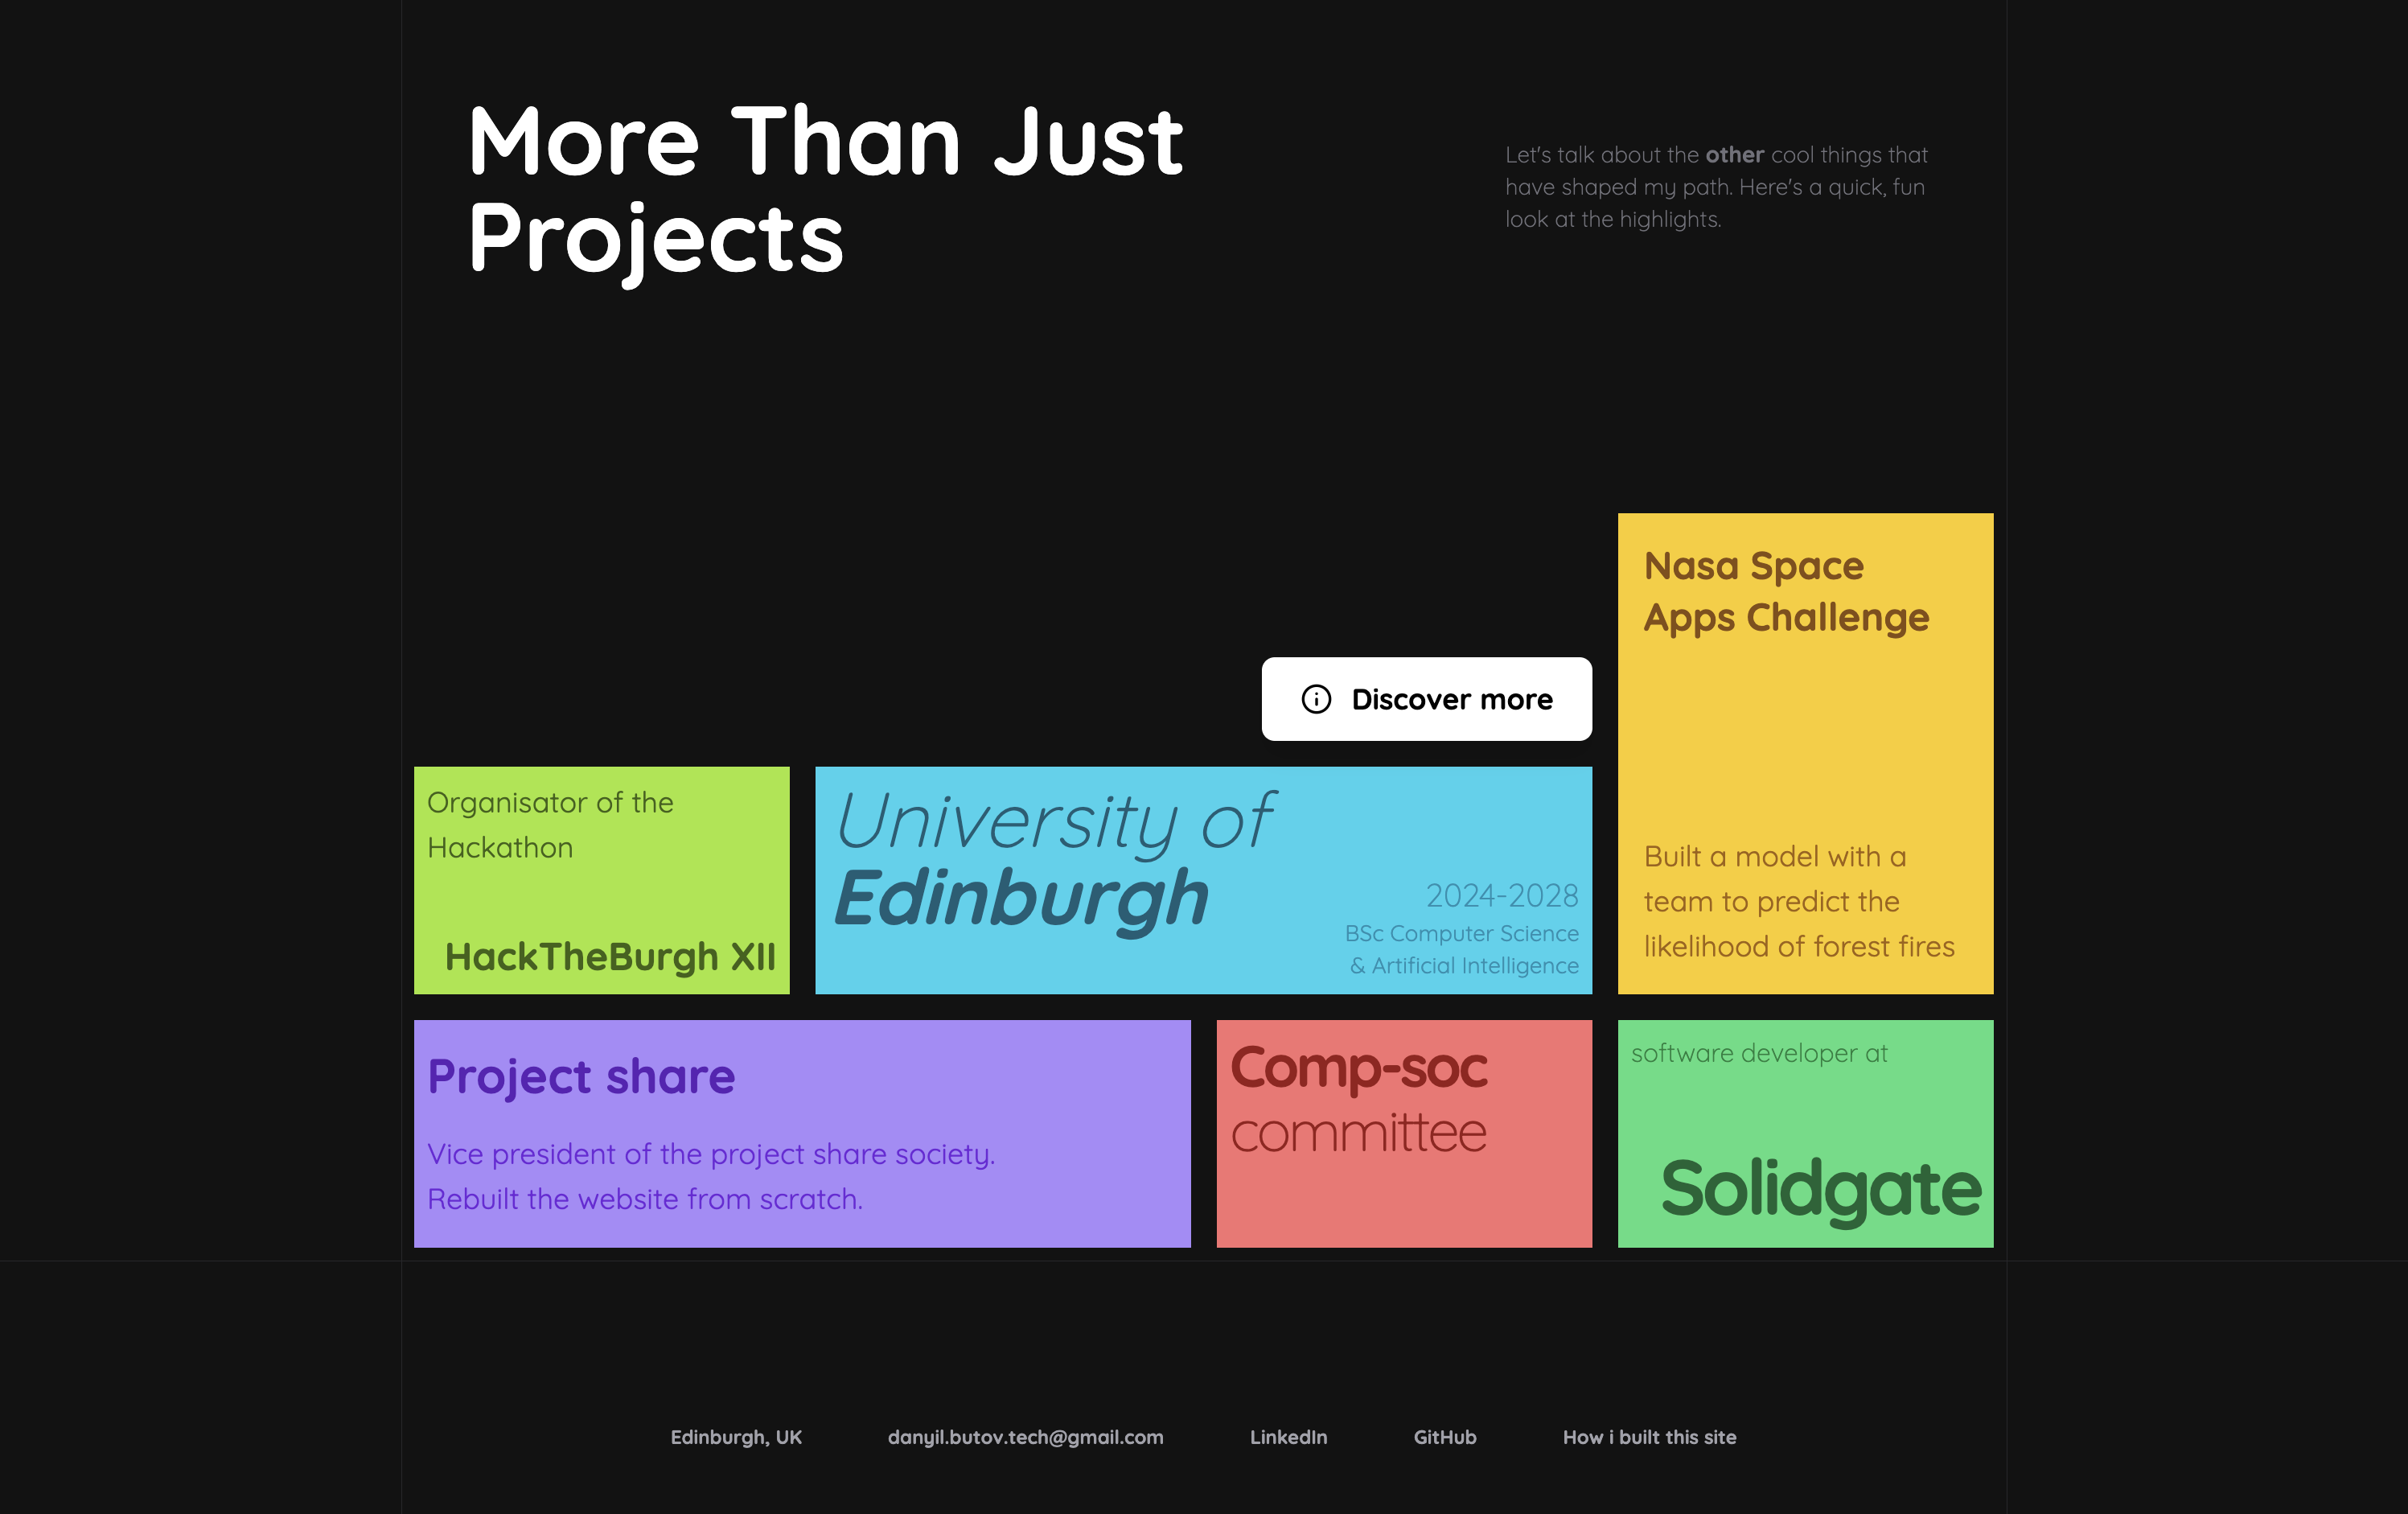 More Than Just
Projects
Let's talk about the other cool things that
have shaped my path. Here's a quick, fun
look at the highlights.
Nasa Space
Apps Challenge
Built a model with a
team to predict the
likelihood of forest fires
Discover more
Organisator of the
Hackathon
HackTheBurgh XII
University of
Edinburgh
2024-2028
BSc Computer Science
& Artificial Intelligence
Project share
Vice president of the project share society.
Rebuilt the website from scratch.
Comp-soc
committee
software developer at
Solidgate
Edinburgh, UK
danyil.butov.tech@gmail.com
LinkedIn
GitHub
How i built this site